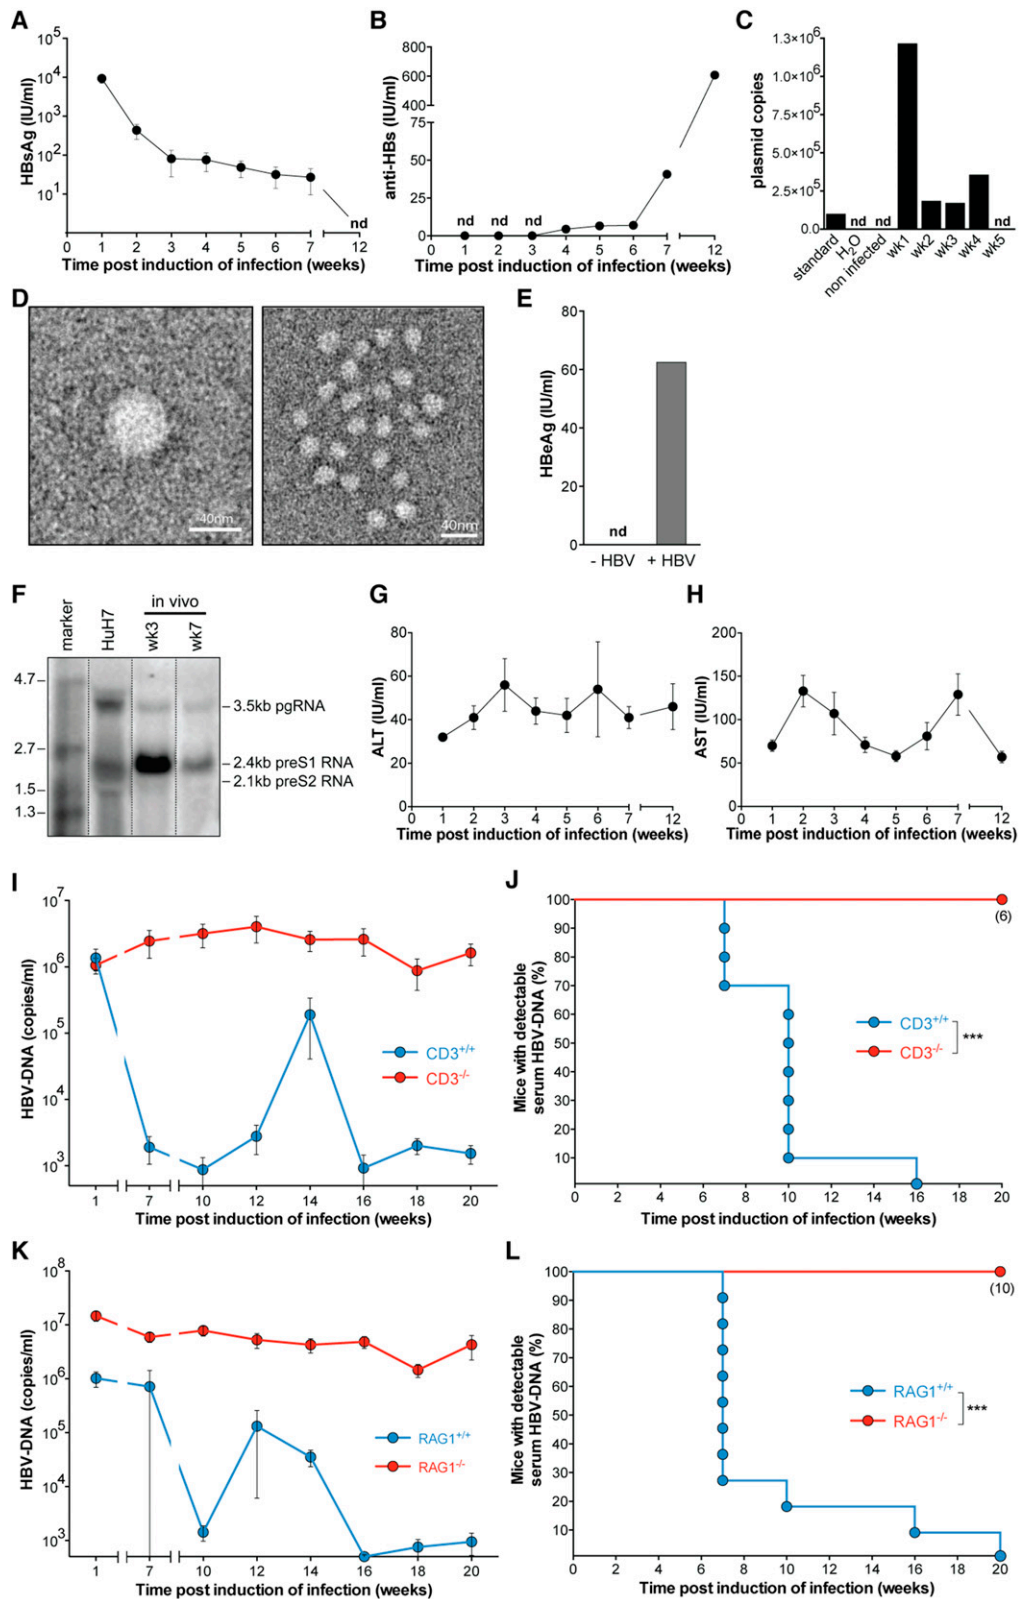 A
HBsAg (IU/ml)
10^5
10^4
10^3
10^2
10^1
nd
0 1 2 3 4 5 6 7 12
Time post induction of infection (weeks)
B
anti-HBs (IU/ml)
800
600
400
75
50
25
0
nd nd nd
0 1 2 3 4 5 6 7 12
Time post induction of infection (weeks)
C
plasmid copies
1.3×10^6
1.0×10^6
5.0×10^5
2.5×10^5
0.0
nd nd nd
standard H2O non infected wk1 wk2 wk3 wk4 wk5
D
40nm
40nm
E
HBeAg (IU/ml)
80
60
40
20
0
nd
- HBV + HBV
F
in vivo
marker HuH7 wk3 wk7
4.7
2.7
1.5
1.3
3.5kb pgRNA
2.4kb preS1 RNA
2.1kb preS2 RNA
G
ALT (IU/ml)
80
60
40
20
0
0 1 2 3 4 5 6 7 12
Time post induction of infection (weeks)
H
AST (IU/ml)
200
150
100
50
0
0 1 2 3 4 5 6 7 12
Time post induction of infection (weeks)
I
HBV-DNA (copies/ml)
10^7
10^6
10^5
10^4
10^3
CD3+/+
CD3-/-
1 7 10 12 14 16 18 20
Time post induction of infection (weeks)
J
Mice with detectable
serum HBV-DNA (%)
100
90
80
70
60
50
40
30
20
10
(6)
CD3+/+
CD3-/-
***
0 2 4 6 8 10 12 14 16 18 20
Time post induction of infection (weeks)
K
HBV-DNA (copies/ml)
10^8
10^7
10^6
10^5
10^4
10^3
RAG1+/+
RAG1-/-
1 7 10 12 14 16 18 20
Time post induction of infection (weeks)
L
Mice with detectable
serum HBV-DNA (%)
100
90
80
70
60
50
40
30
20
10
(10)
RAG1+/+
RAG1-/-
***
0 2 4 6 8 10 12 14 16 18 20
Time post induction of infection (weeks)